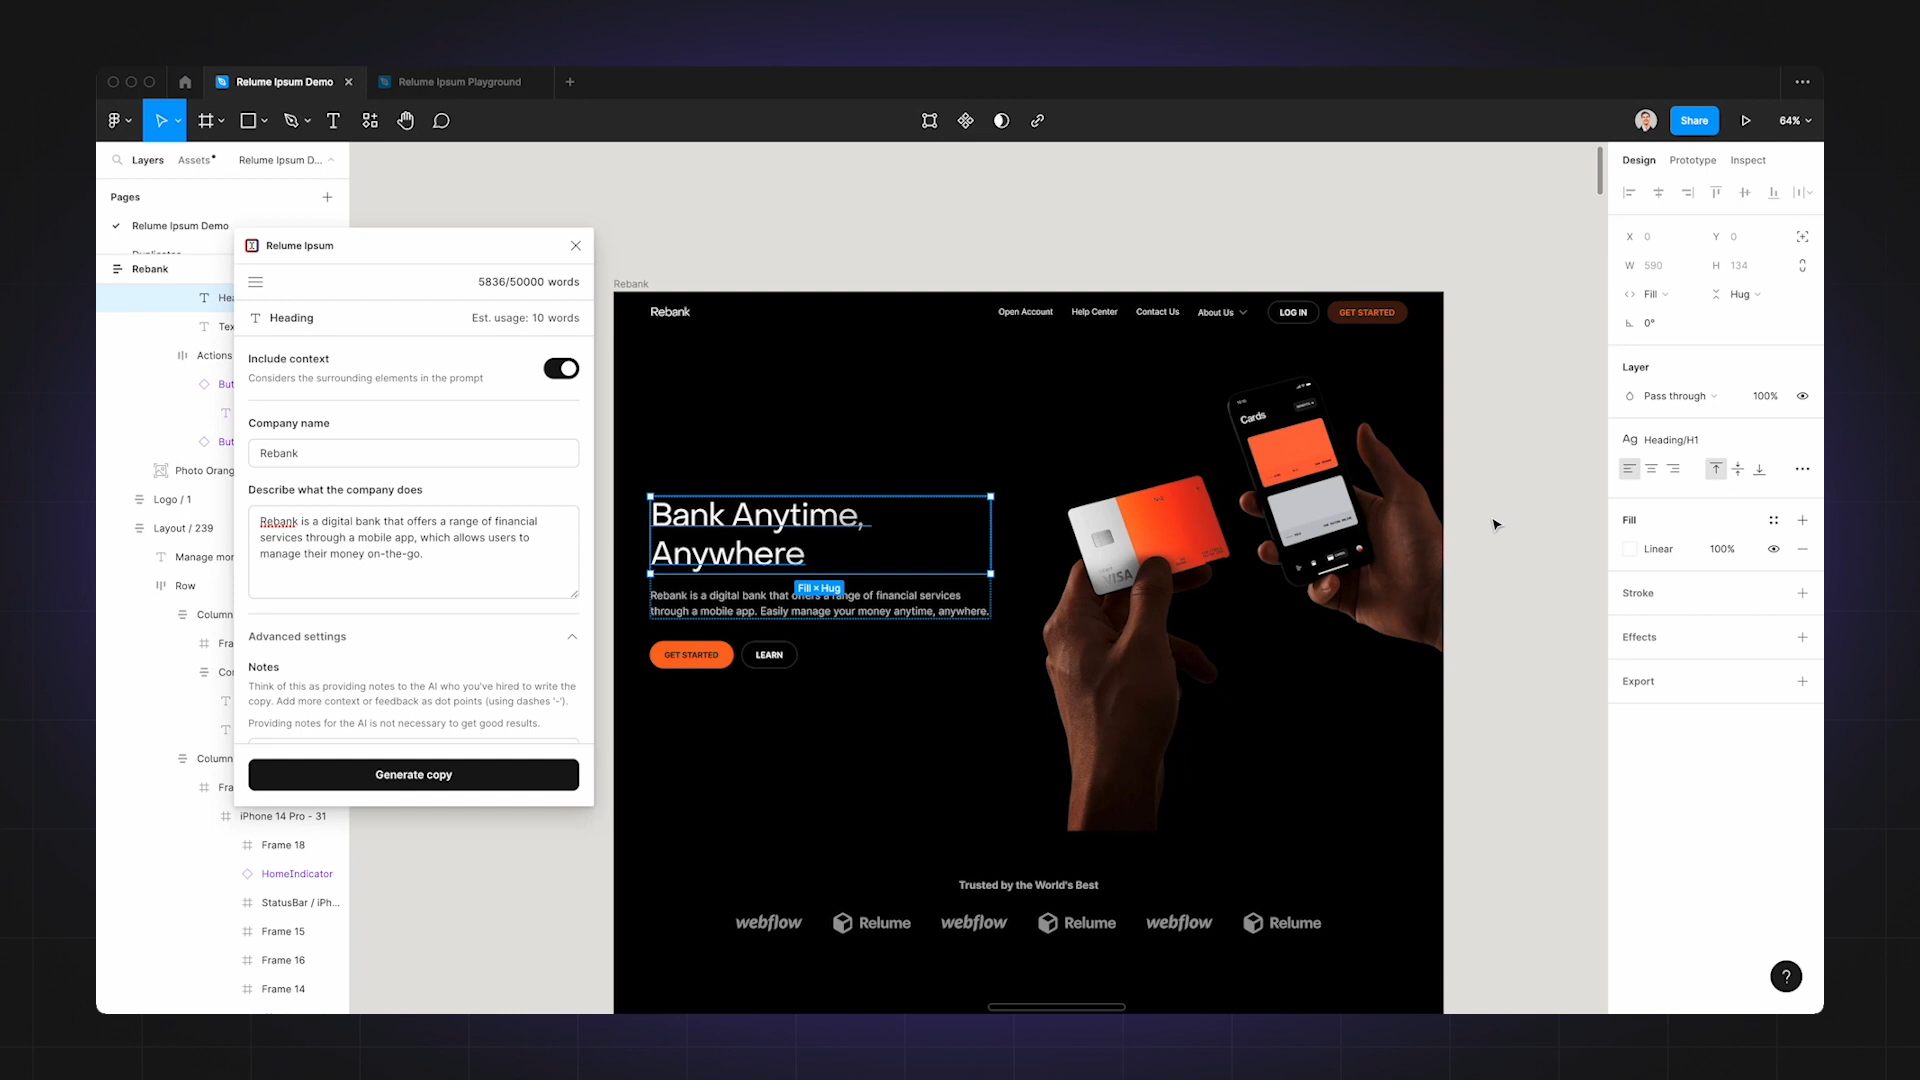 Relume Ipsum Demo
Relume Ipsum Playground
Share
64%
Layers
Assets
Relume Ipsum D...
Pages
Relume Ipsum Demo
Rebank
Hea
Tex
Actions
But
But
Photo Orang
Logo / 1
Layout / 239
Manage mor
Row
Column
Fra
Cor
Column
Fra
iPhone 14 Pro - 31
Frame 18
HomeIndicator
StatusBar / iPh...
Frame 15
Frame 16
Frame 14
Relume Ipsum
5836/50000 words
Heading
Est. usage: 10 words
Include context
Considers the surrounding elements in the prompt
Company name
Rebank
Describe what the company does
Rebank is a digital bank that offers a range of financial
services through a mobile app, which allows users to
manage their money on-the-go.
Advanced settings
Notes
Think of this as providing notes to the AI who you've hired to write the
copy. Add more context or feedback as dot points (using dashes '-').
Providing notes for the AI is not necessary to get good results.
Generate copy
Rebank
Rebank
Open Account
Help Center
Contact Us
About Us
LOG IN
GET STARTED
Bank Anytime,
Anywhere
Fill × Hug
Rebank is a digital bank that offers a range of financial services
through a mobile app. Easily manage your money anytime, anywhere.
GET STARTED
LEARN
Cards
VISA
Trusted by the World's Best
webflow
Relume
webflow
Relume
webflow
Relume
Design
Prototype
Inspect
X 0
Y 0
W 590
H 134
Fill
Hug
0°
Layer
Pass through
100%
Ag Heading/H1
Fill
Linear
100%
Stroke
Effects
Export
?